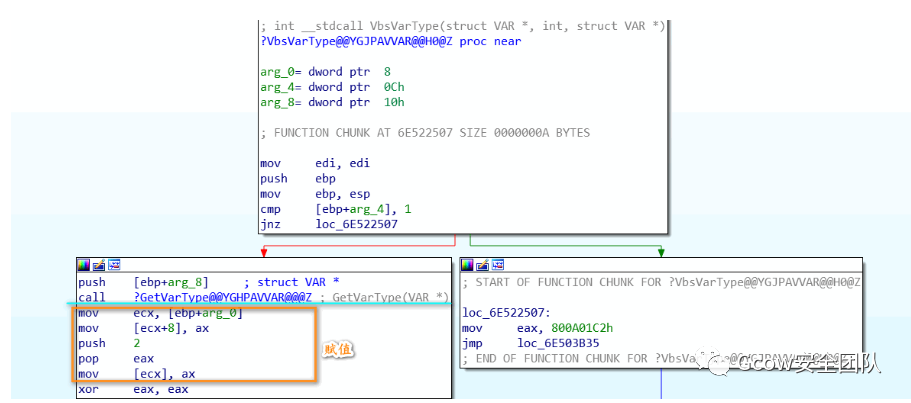 ; int __stdcall VbsVarType(struct VAR *, int, struct VAR *)
?VbsVarType@@YGJPAVVAR@@H0@Z proc near
arg_0= dword ptr  8
arg_4= dword ptr  0Ch
arg_8= dword ptr  10h
; FUNCTION CHUNK AT 6E522507 SIZE 0000000A BYTES
mov     edi, edi
push    ebp
mov     ebp, esp
cmp     [ebp+arg_4], 1
jnz     loc_6E522507
push    [ebp+arg_8]     ; struct VAR *
call    ?GetVarType@@YGHPAVVAR@@@Z ; GetVarType(VAR *)
mov     ecx, [ebp+arg_0]
mov     [ecx+8], ax
push    2
pop     eax
mov     [ecx], ax
xor     eax, eax
赋值
; START OF FUNCTION CHUNK FOR ?VbsVarType@@YGJPAVVAR@@H0@Z
loc_6E522507:
mov     eax, 800A01C2h
jmp     loc_6E503B35
; END OF FUNCTION CHUNK FOR ?VbsVarType@@YGJPAVVAR@@H0@Z
Gcow安全团队